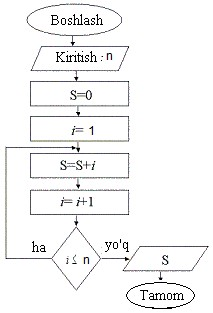 Boshlash
Kiritish : n
S=0
i= 1
S=S+i
i= i+1
ha
i ≤ n
yo'q
S
Tamom